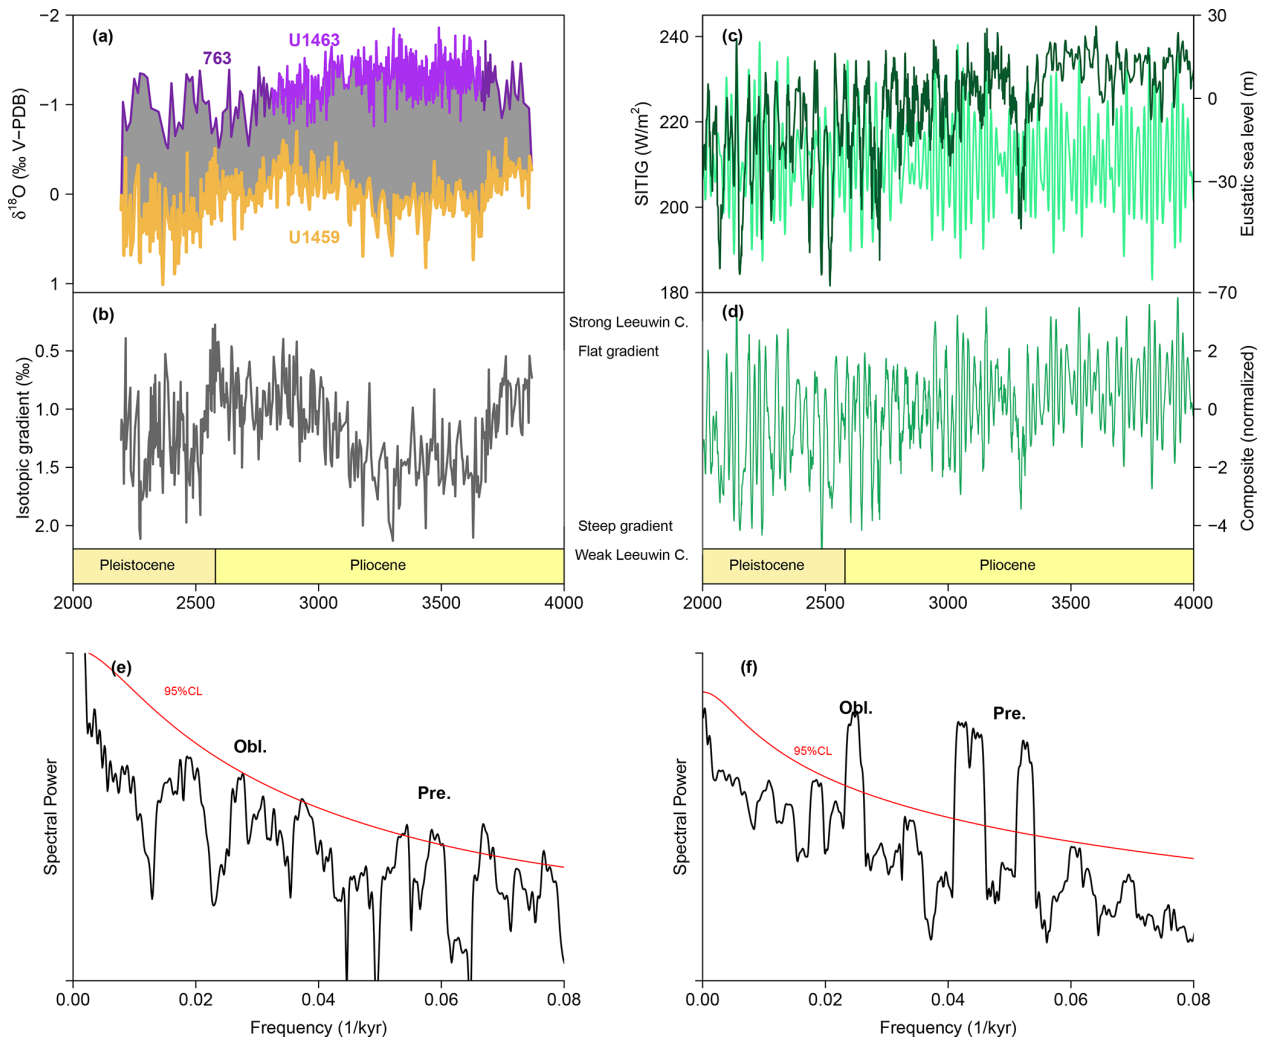 (a)
763
U1463
U1459
−2
−1
0
1
δ18O (‰ V−PDB)
(b)
0.5
1.0
1.5
2.0
Isotopic gradient (‰)
Strong Leeuwin C.
Flat gradient
Steep gradient
Weak Leeuwin C.
Pleistocene
Pliocene
2000
2500
3000
3500
4000
(c)
240
220
200
180
SITIG (W/m2)
30
0
−30
−70
Eustatic sea level (m)
(d)
2
0
−2
−4
Composite (normalized)
Pleistocene
Pliocene
2000
2500
3000
3500
4000
(e)
95%CL
Obl.
Pre.
Spectral Power
0.00
0.02
0.04
0.06
0.08
Frequency (1/kyr)
(f)
Obl.
Pre.
95%CL
Spectral Power
0.00
0.02
0.04
0.06
0.08
Frequency (1/kyr)